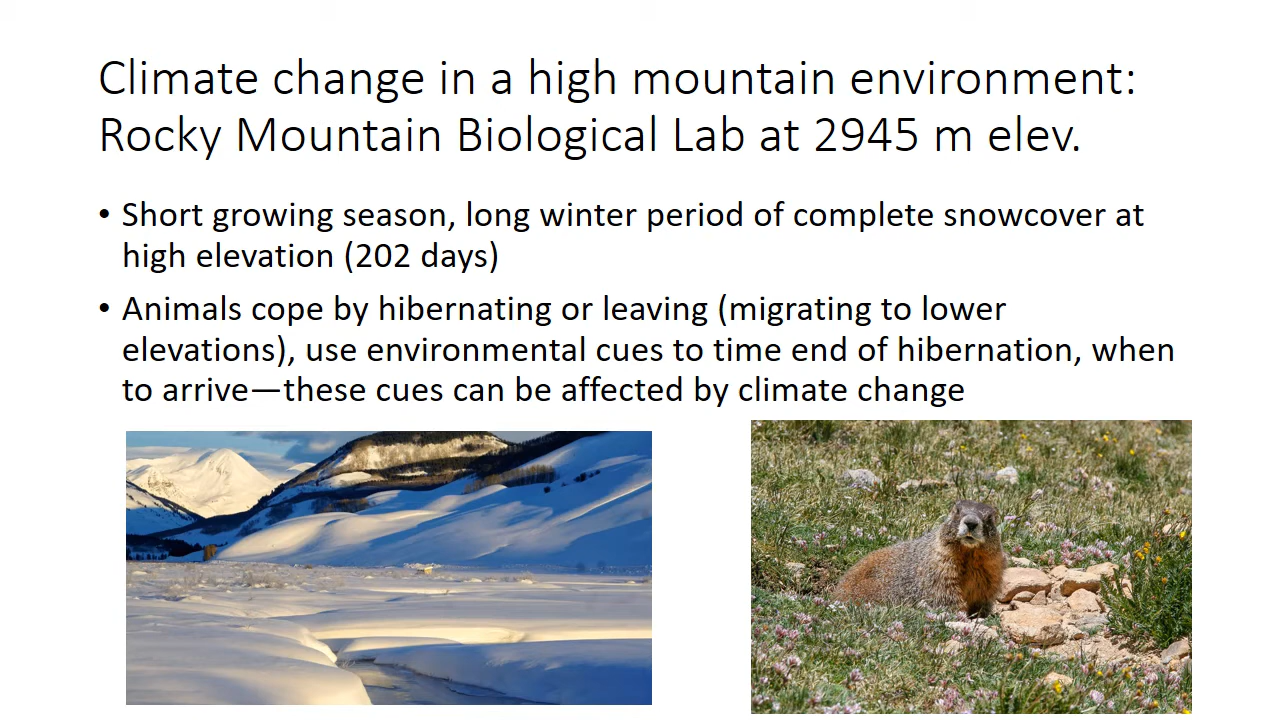 Climate change in a high mountain environment:
Rocky Mountain Biological Lab at 2945 m elev.
• Short growing season, long winter period of complete snowcover at
high elevation (202 days)
• Animals cope by hibernating or leaving (migrating to lower
elevations), use environmental cues to time end of hibernation, when
to arrive—these cues can be affected by climate change